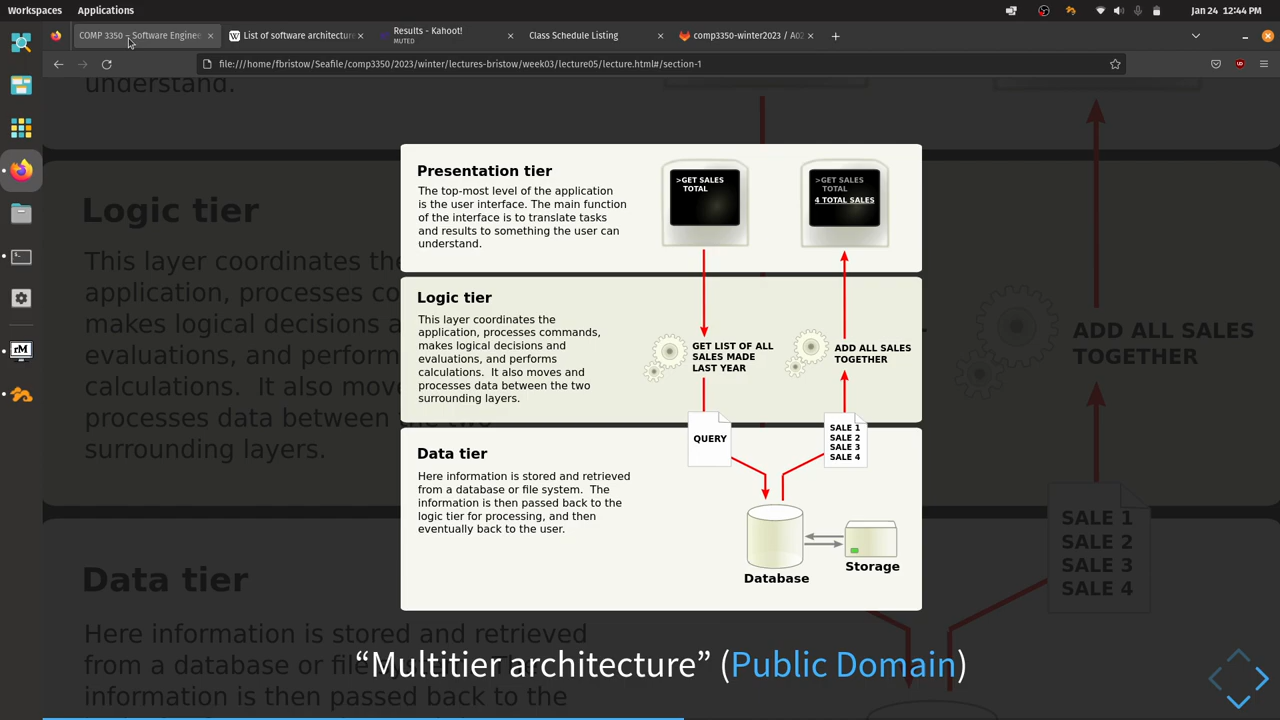 Workspaces Applications Jan 24 12:44 PM
COMP 3350 – Software Enginee List of software architecture Results - Kahoot! Class Schedule Listing comp3350-winter2023 / A02
MUTED
file:///home/fbristow/Seafile/comp3350/2023/winter/lectures-bristow/week03/lecture05/lecture.html#/section-1
understand.
Presentation tier
The top-most level of the application
is the user interface. The main function
of the interface is to translate tasks
and results to something the user can
understand.
>GET SALES
TOTAL
>GET SALES
TOTAL
4 TOTAL SALES
Logic tier
This layer coordinates the
application, processes commands,
makes logical decisions and
evaluations, and performs
calculations. It also moves and
processes data between the two
surrounding layers.
GET LIST OF ALL
SALES MADE
LAST YEAR
ADD ALL SALES
TOGETHER
QUERY
SALE 1
SALE 2
SALE 3
SALE 4
Data tier
Here information is stored and retrieved
from a database or file system. The
information is then passed back to the
logic tier for processing, and then
eventually back to the user.
Database
Storage
Logic tier
This layer coordinates the
application, processes co
makes logical decisions a
evaluations, and perform
calculations. It also move
processes data between the two
surrounding layers.
ADD ALL SALES
TOGETHER
SALE 1
SALE 2
SALE 3
SALE 4
Data tier
Here information is stored and retrieved
from a database or file system. The
information is then passed back to the
“Multitier architecture” (Public Domain)
rM